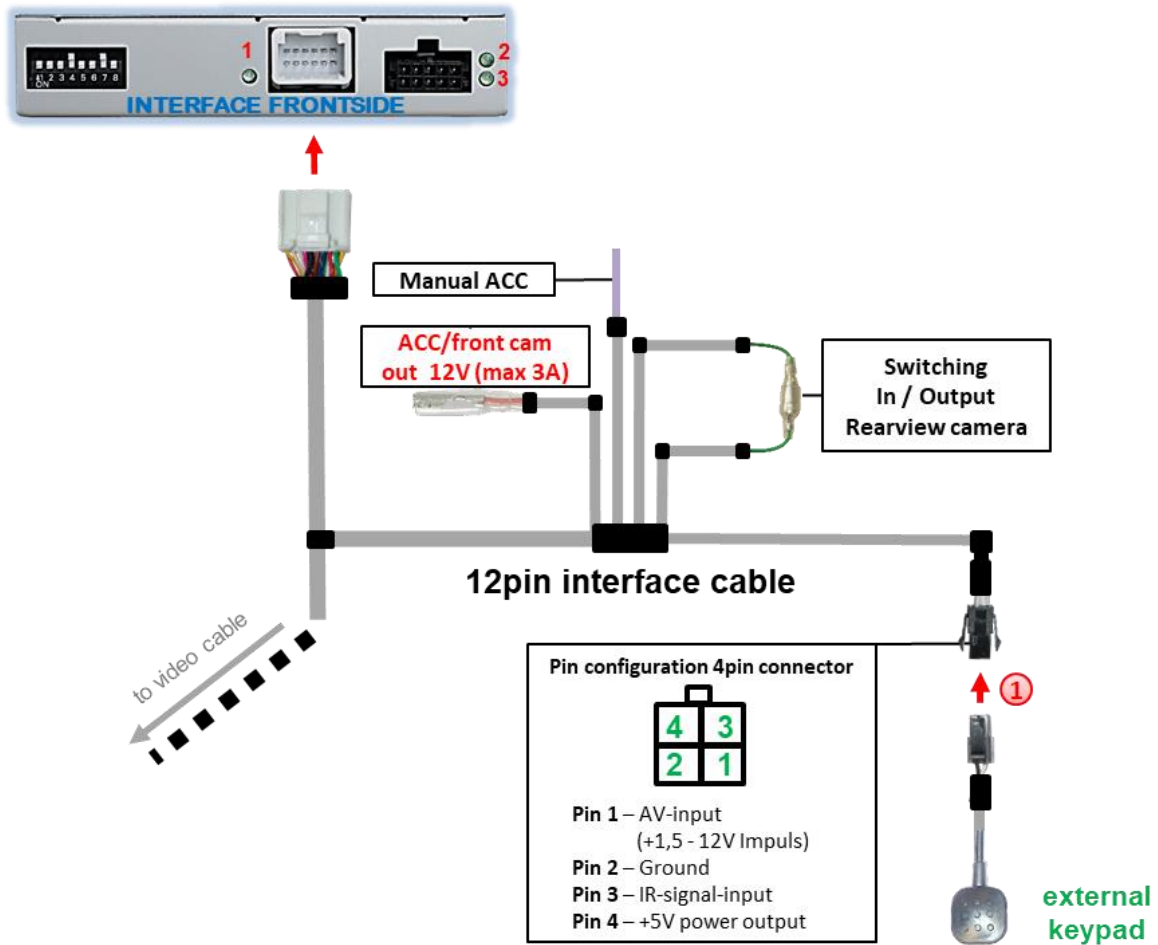 1
2
3
1 2 3 4 5 6 7 8
ON
INTERFACE FRONTSIDE
Manual ACC
ACC/front cam
out 12V (max 3A)
Switching
In / Output
Rearview camera
12pin interface cable
to video cable
Pin configuration 4pin connector
4 3
2 1
Pin 1 – AV-input
(+1,5 - 12V Impuls)
Pin 2 – Ground
Pin 3 – IR-signal-input
Pin 4 – +5V power output
1
external
keypad